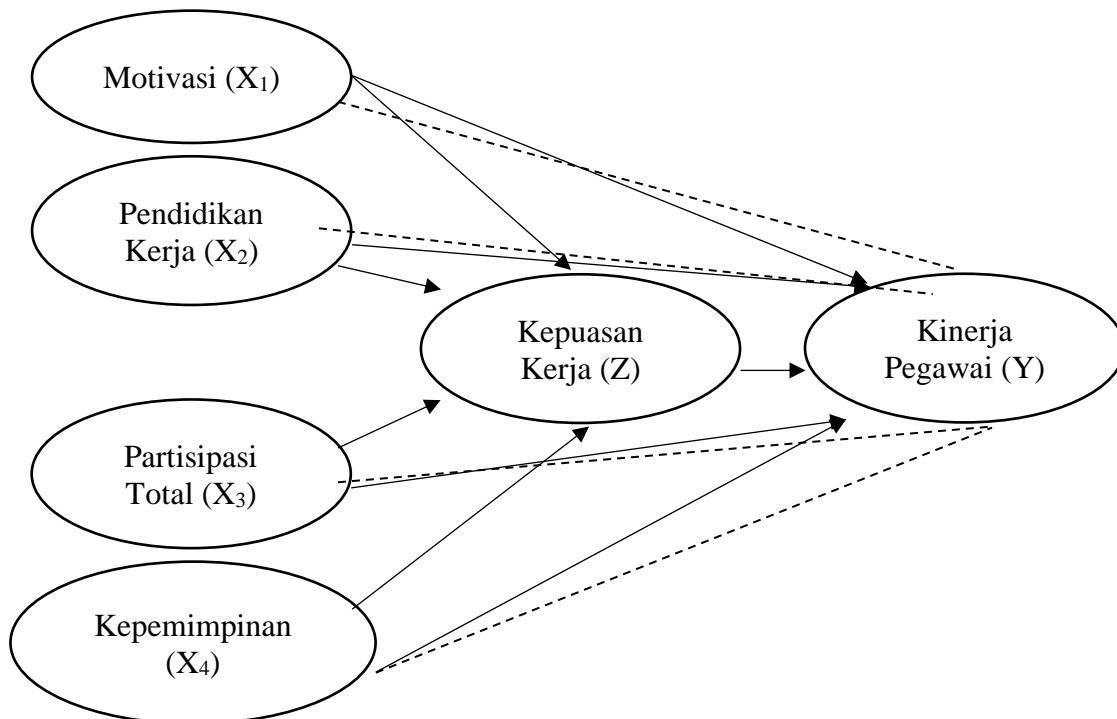 Motivasi (X₁)
Pendidikan
Kerja (X₂)
Kepuasan
Kerja (Z)
Kinerja
Pegawai (Y)
Partisipasi
Total (X₃)
Kepemimpinan
(X₄)